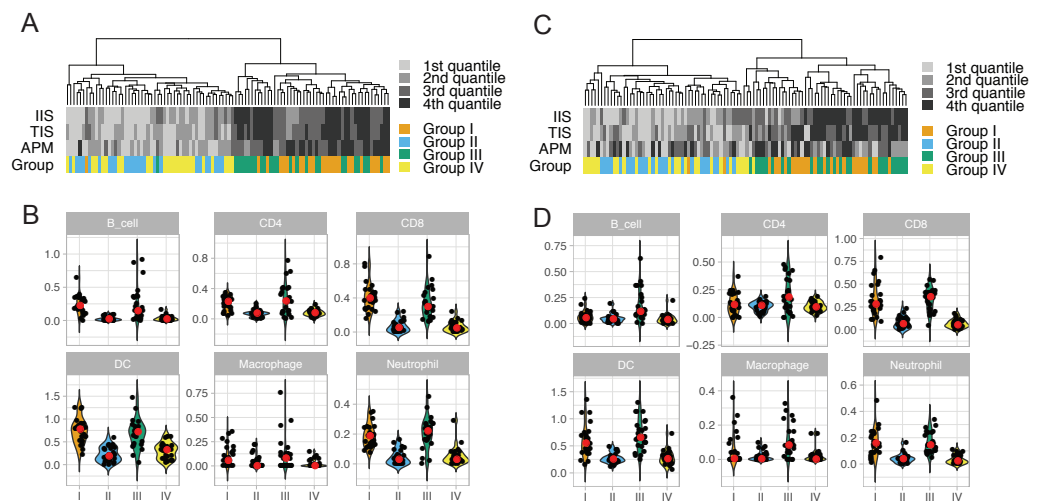 A
1st quantile
2nd quantile
3rd quantile
4th quantile
IIS
TIS
APM
Group
Group I
Group II
Group III
Group IV
C
1st quantile
2nd quantile
3rd quantile
4th quantile
IIS
TIS
APM
Group
Group I
Group II
Group III
Group IV
B
B_cell
CD4
CD8
1.0
0.5
0.0
0.8
0.4
0.0
1.2
0.8
0.4
0.0
DC
Macrophage
Neutrophil
1.5
1.0
0.5
0.0
0.75
0.50
0.25
0.00
0.6
0.4
0.2
0.0
I II III IV
I II III IV
I II III IV
D
B_cell
CD4
CD8
0.75
0.50
0.25
0.00
0.50
0.25
0.00
−0.25
1.00
0.75
0.50
0.25
0.00
DC
Macrophage
Neutrophil
1.5
1.0
0.5
0.0
0.4
0.2
0.0
0.6
0.4
0.2
0.0
I II III IV
I II III IV
I II III IV